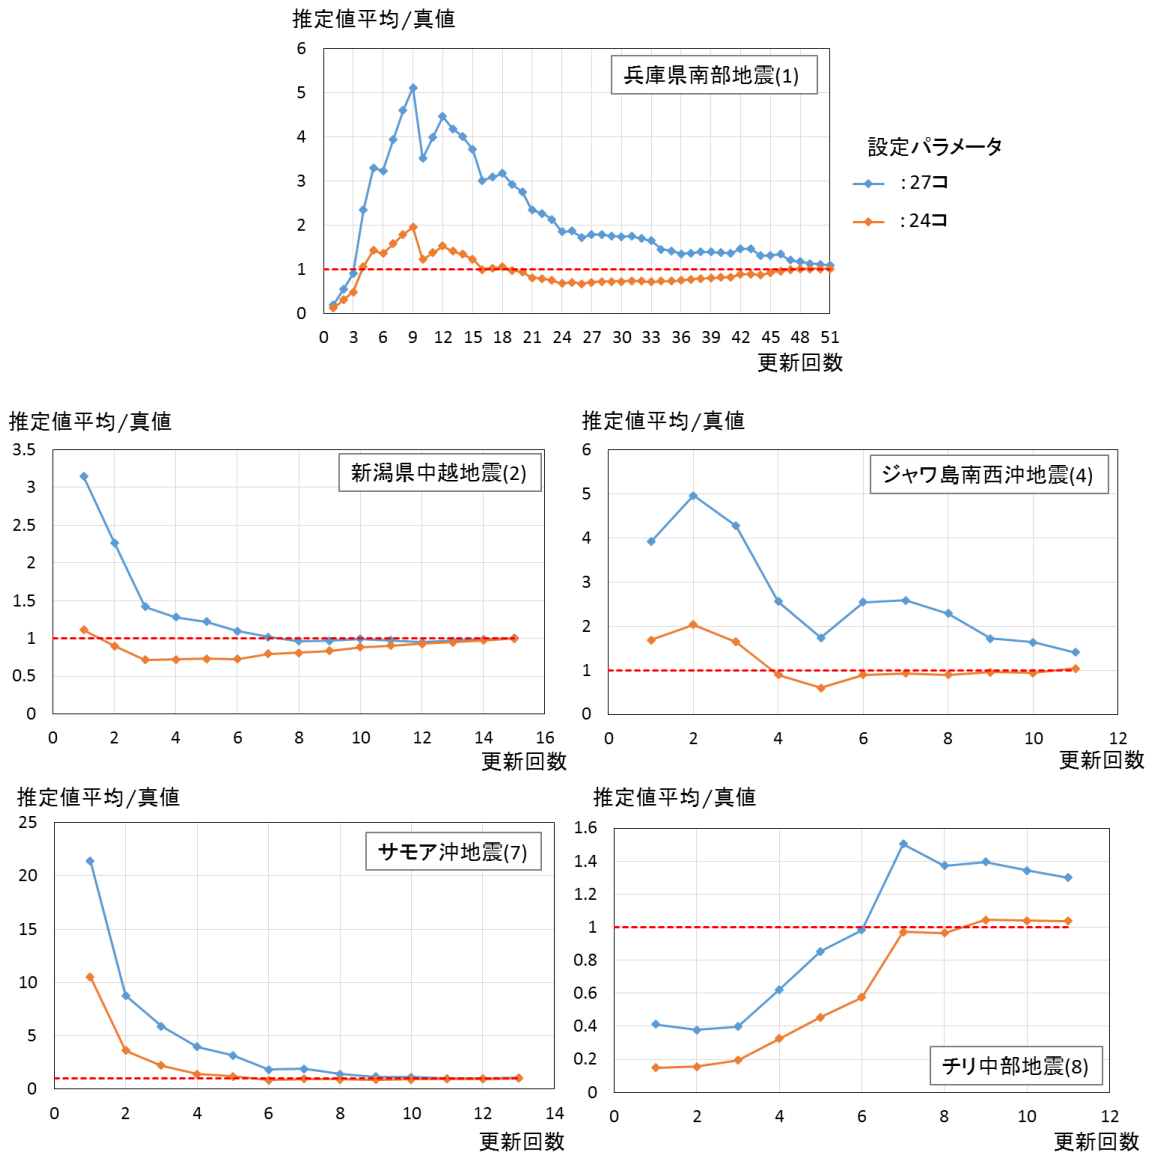 推定値平均/真値
6
5
4
3
2
1
0
兵庫県南部地震(1)
0 3 6 9 12 15 18 21 24 27 30 33 36 39 42 45 48 51
更新回数
設定パラメータ
:27コ
:24コ
推定値平均/真値
3.5
3
2.5
2
1.5
1
0.5
0
新潟県中越地震(2)
0 2 4 6 8 10 12 14 16
更新回数
推定値平均/真値
6
5
4
3
2
1
0
ジャワ島南西沖地震(4)
0 2 4 6 8 10 12
更新回数
推定値平均/真値
25
20
15
10
5
0
サモア沖地震(7)
0 2 4 6 8 10 12 14
更新回数
推定値平均/真値
1.6
1.4
1.2
1
0.8
0.6
0.4
0.2
0
チリ中部地震(8)
0 2 4 6 8 10 12
更新回数